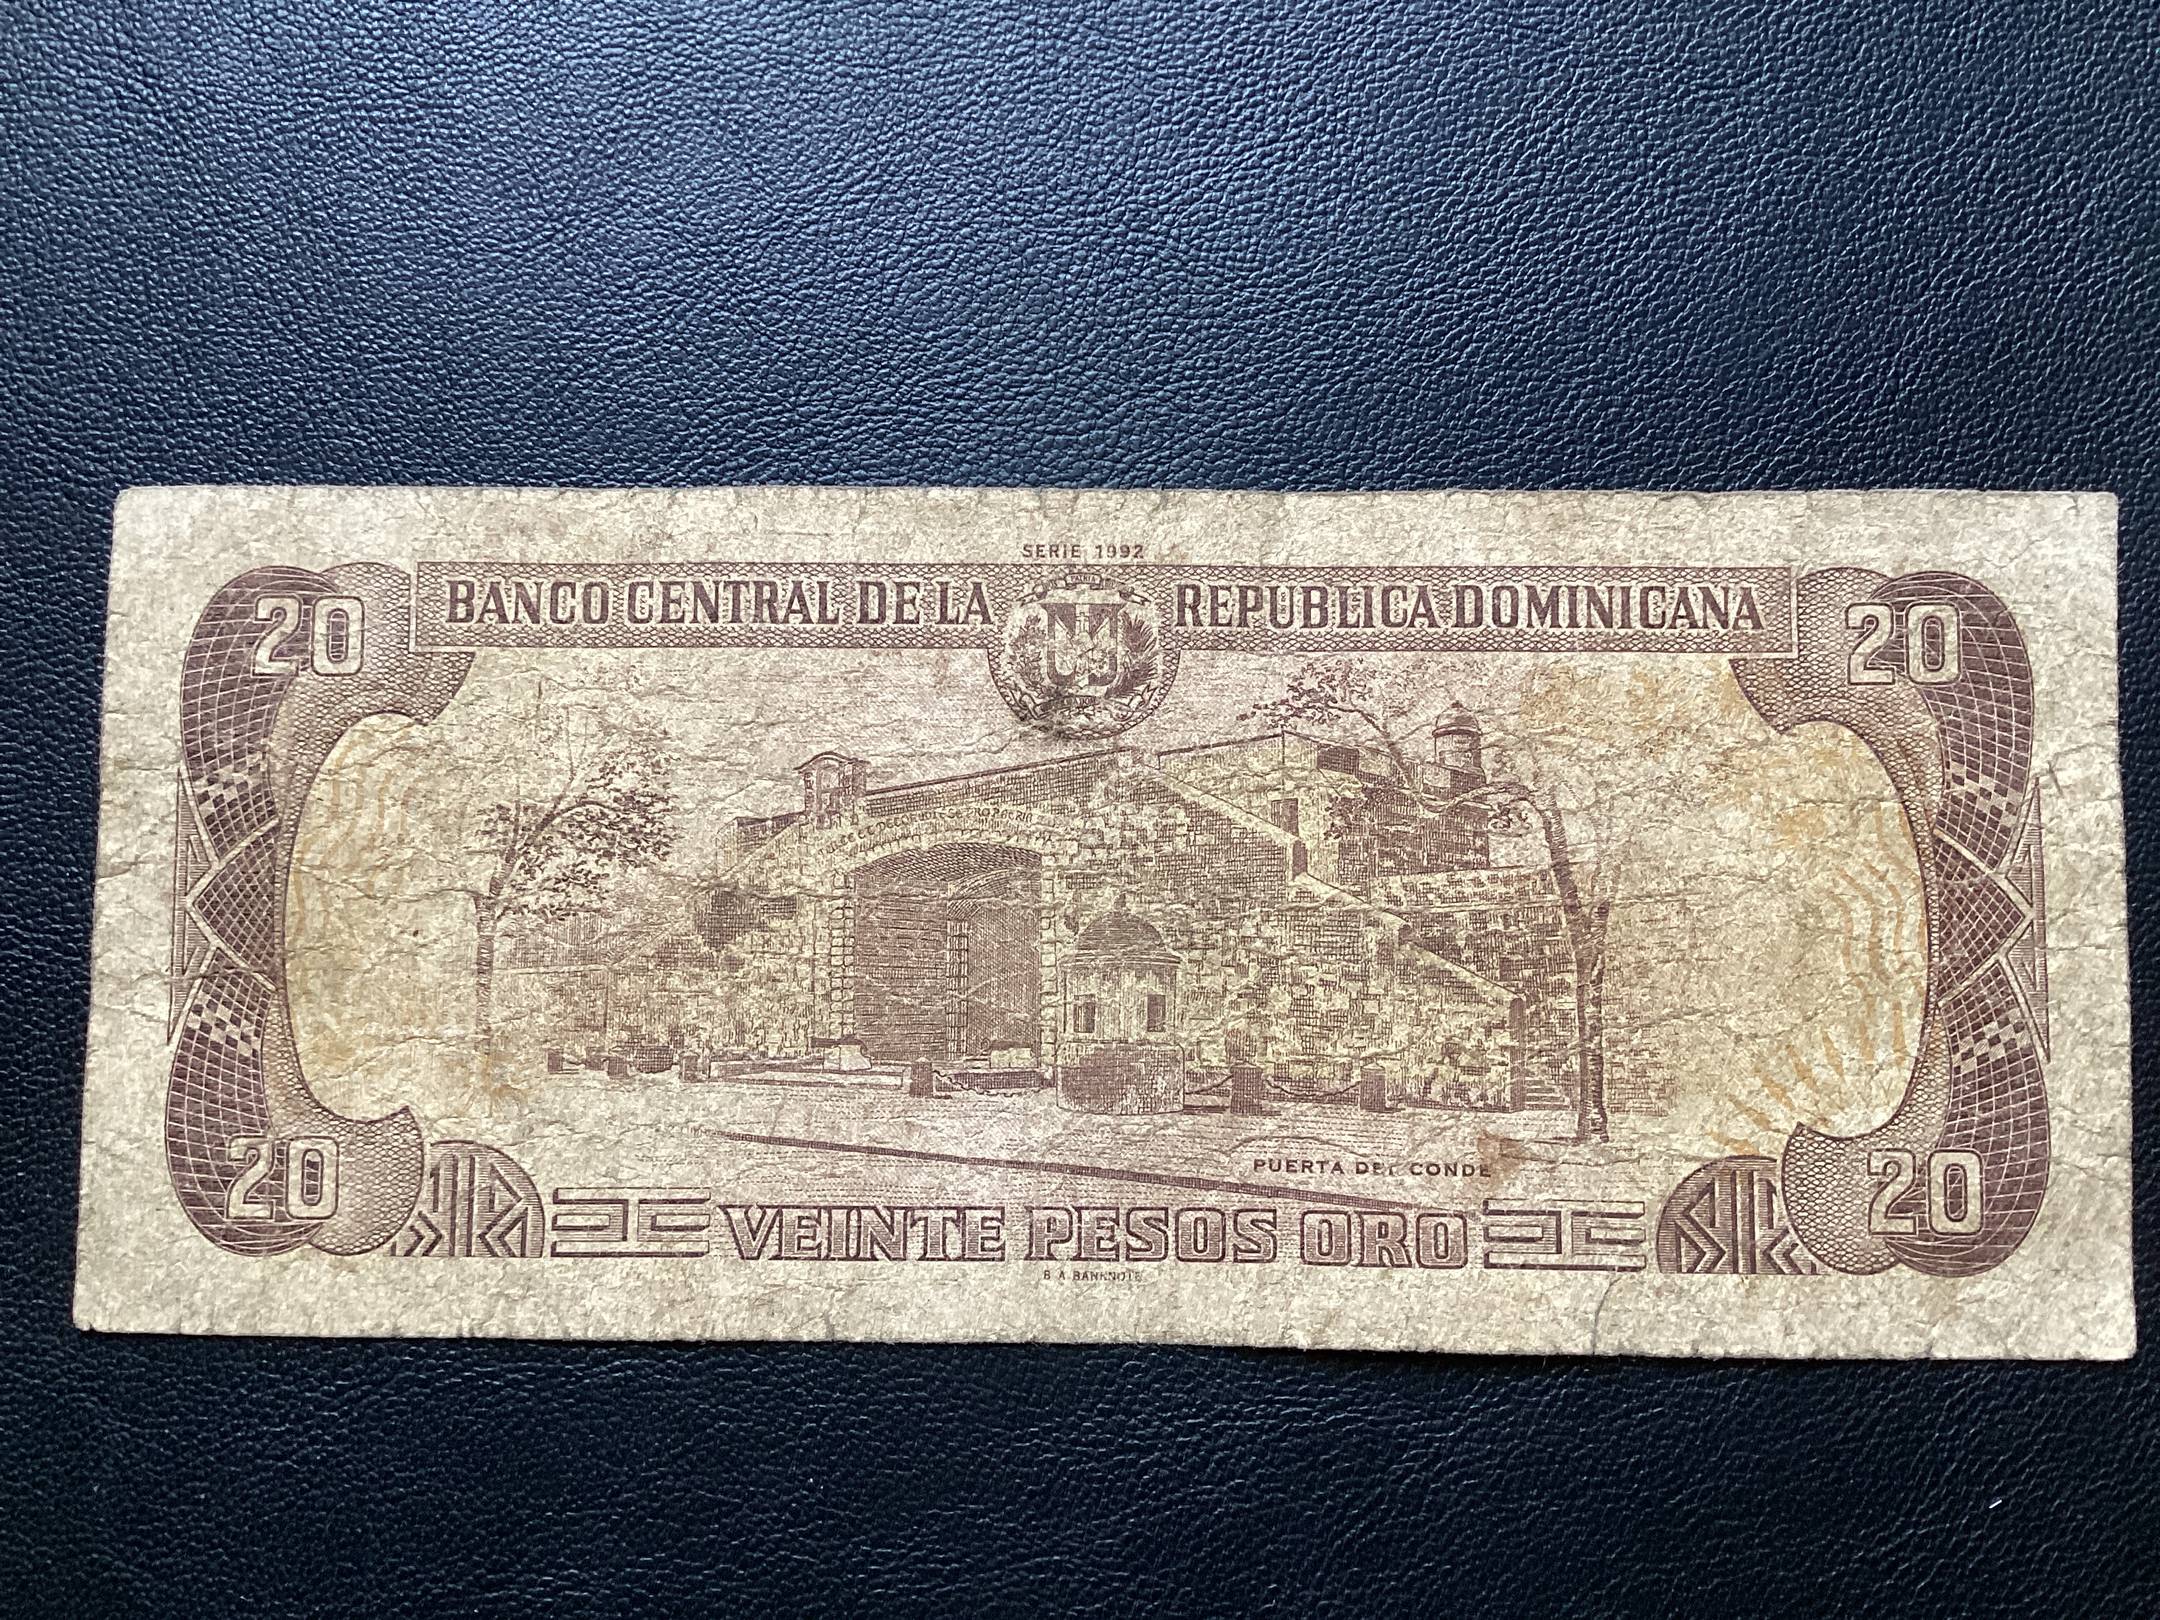 SERIE 1992
20 BANCO CENTRAL DE LA REPUBLICA DOMINICANA 20
PUERTA DEL CONDE
20 VEINTE PESOS ORO 20
B A BANKNOTE